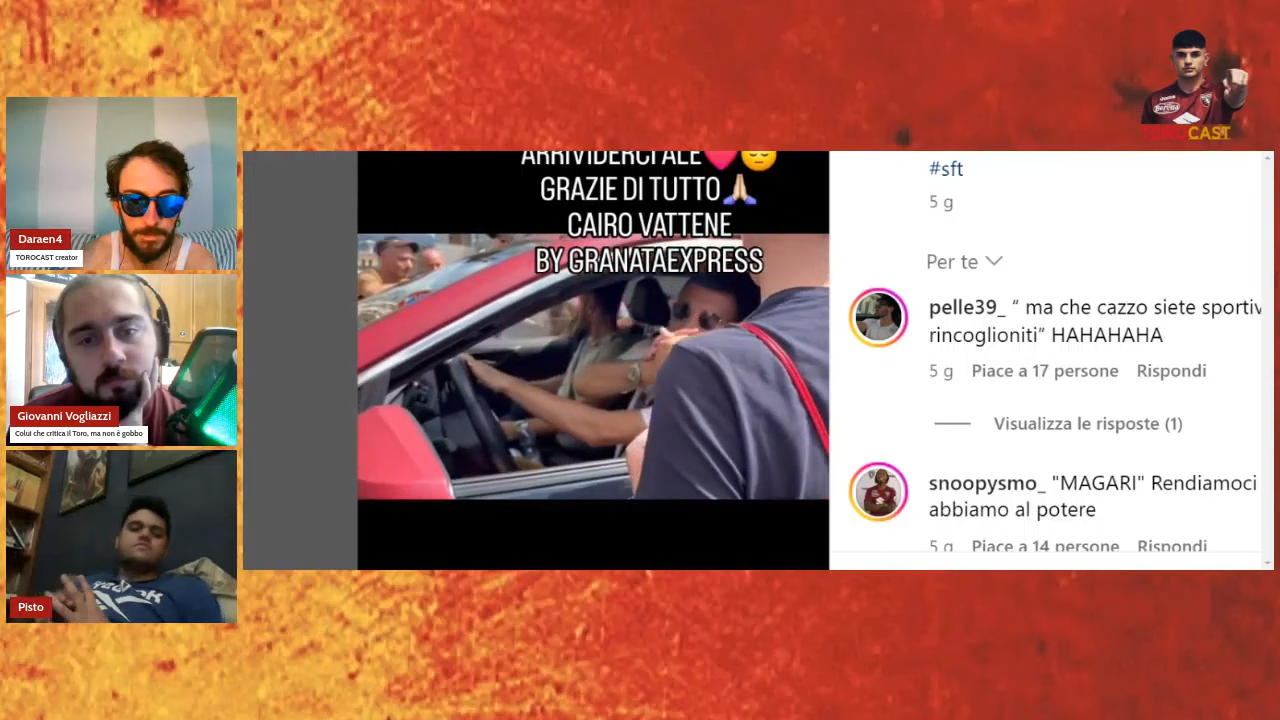 TOROCAST
Daraen4
TOROCAST creator
Giovanni Vogliazzi
Colui che critica il Toro, ma non è gobbo
Pisto
ARRIVIDERCI ALE❤️😔
GRAZIE DI TUTTO🙏🏻
CAIRO VATTENE
BY GRANATAEXPRESS
#sft
5 g
Per te
pelle39_ “ ma che cazzo siete sportiv
rincoglioniti” HAHAHAHA
5 g Piace a 17 persone Rispondi
Visualizza le risposte (1)
snoopysmo_ "MAGARI" Rendiamoci
abbiamo al potere
5 g Piace a 14 persone Rispondi